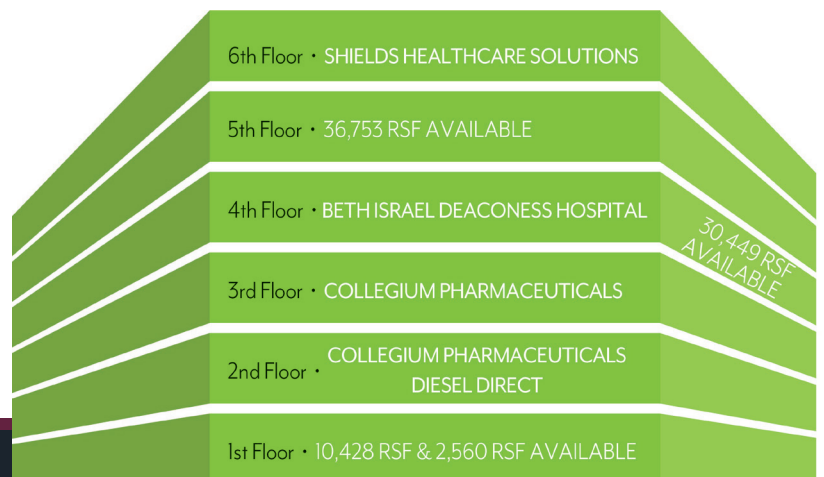 6th Floor • SHIELDS HEALTHCARE SOLUTIONS
5th Floor • 36,753 RSF AVAILABLE
4th Floor • BETH ISRAEL DEACONESS HOSPITAL
30,449 RSF
AVAILABLE
3rd Floor • COLLEGIUM PHARMACEUTICALS
2nd Floor • COLLEGIUM PHARMACEUTICALS
DIESEL DIRECT
1st Floor • 10,428 RSF & 2,560 RSF AVAILABLE